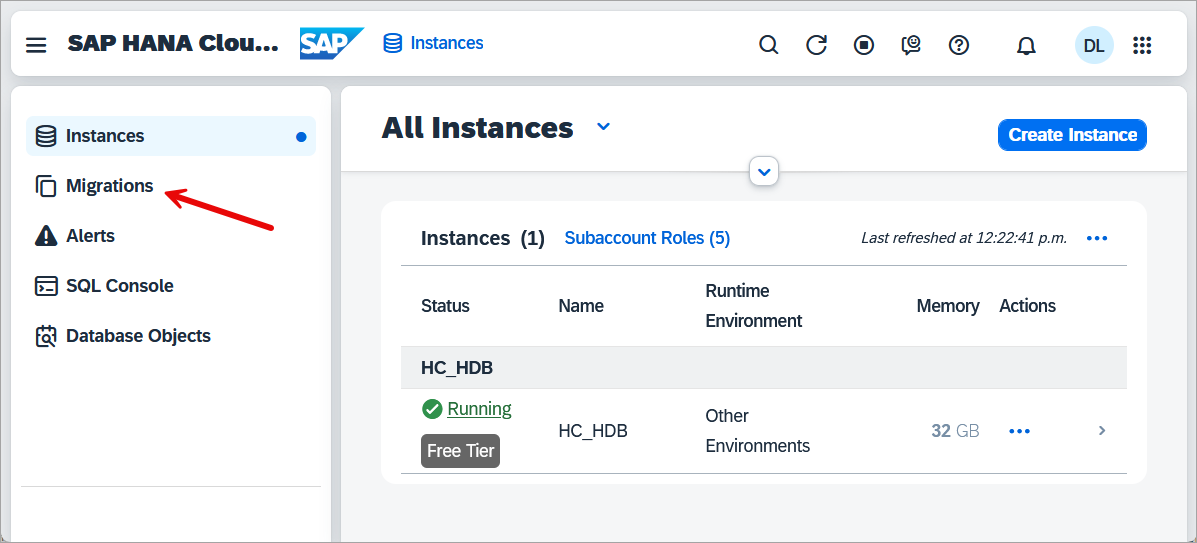 SAP HANA Clou...
SAP
Instances
DL
Instances
Migrations
Alerts
SQL Console
Database Objects
All Instances
Create Instance
Instances (1)
Subaccount Roles (5)
Last refreshed at 12:22:41 p.m.
Status
Name
Runtime
Environment
Memory
Actions
HC_HDB
Running
Free Tier
HC_HDB
Other
Environments
32 GB